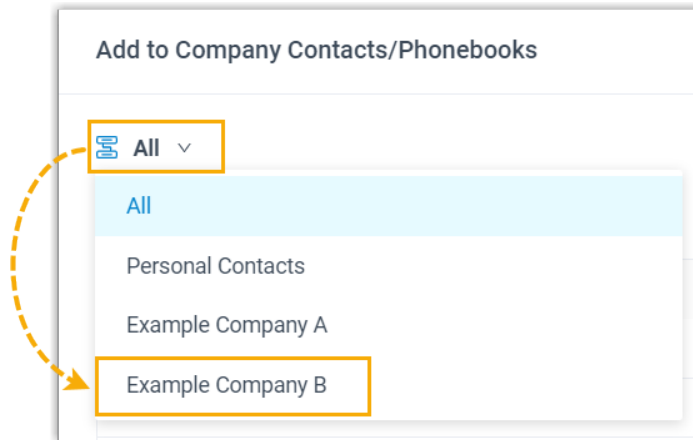 Add to Company Contacts/Phonebooks
All
All
Personal Contacts
Example Company A
Example Company B